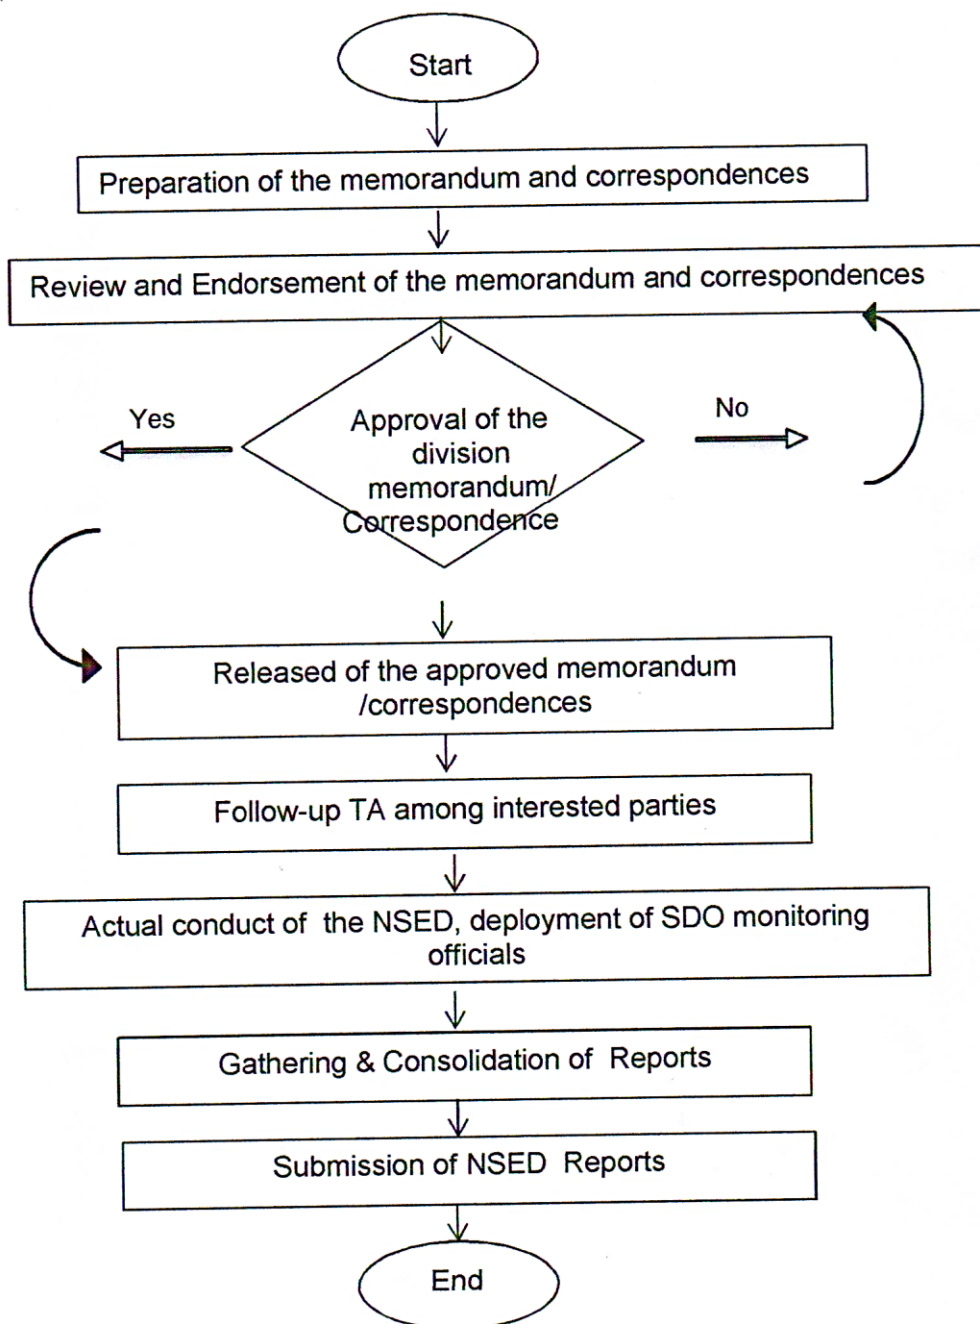 Start
Preparation of the memorandum and correspondences
Review and Endorsement of the memorandum and correspondences
Yes
No
Approval of the
division
memorandum/
Correspondence
Released of the approved memorandum
/correspondences
Follow-up TA among interested parties
Actual conduct of the NSED, deployment of SDO monitoring
officials
Gathering & Consolidation of Reports
Submission of NSED Reports
End